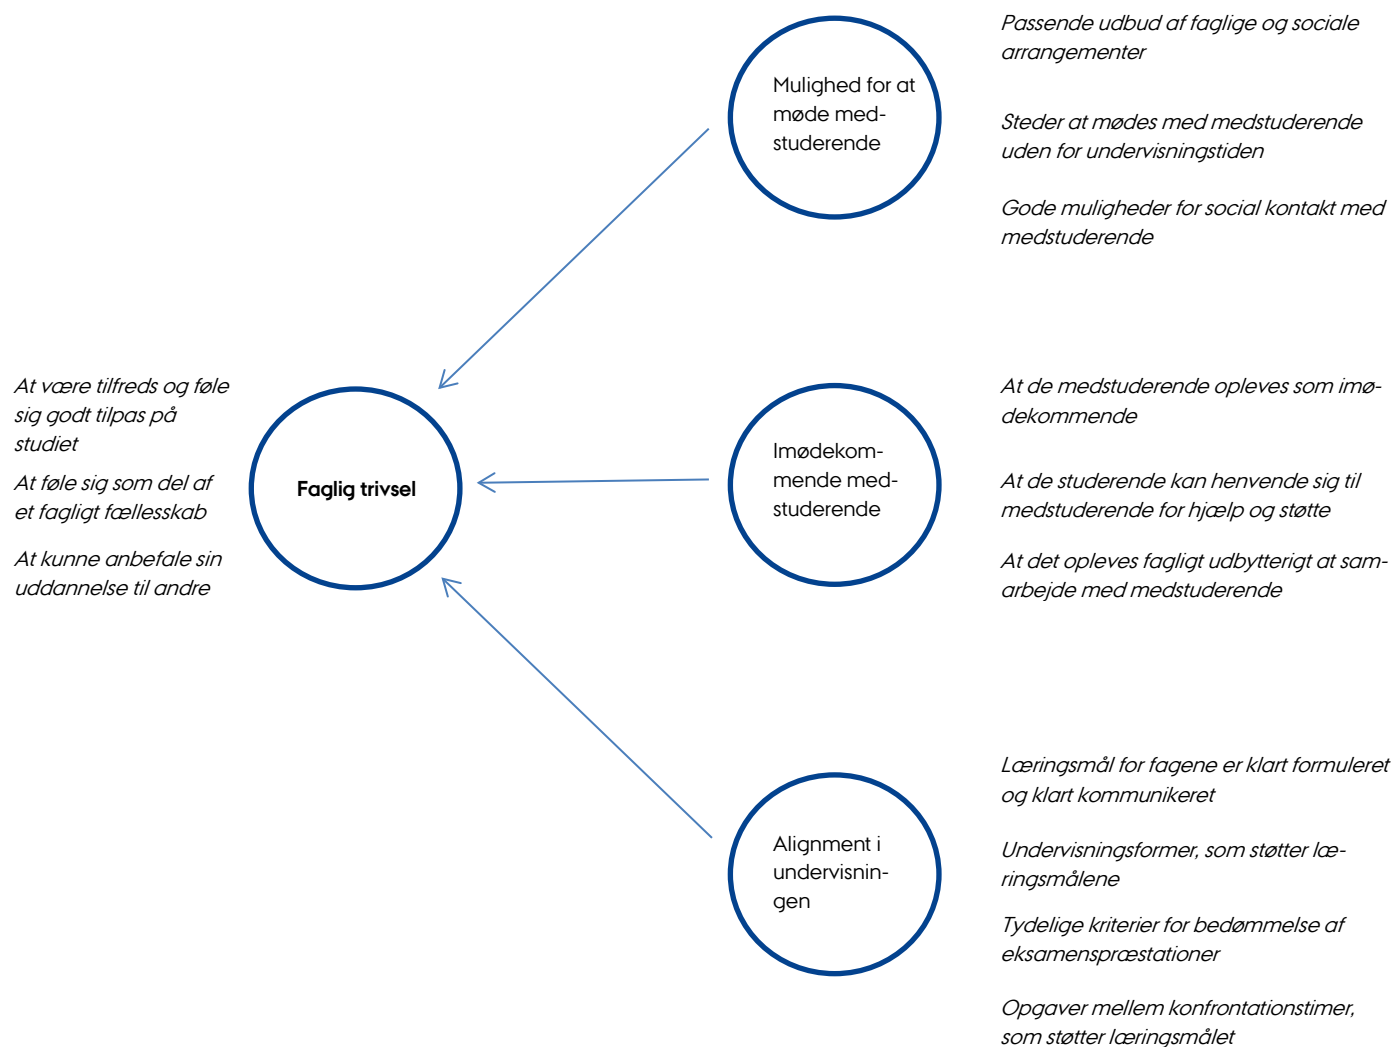 Passende udbud af faglige og sociale
arrangementer
Mulighed for at
møde med-
studerende
Steder at mødes med medstuderende
uden for undervisningstiden
Gode muligheder for social kontakt med
medstuderende
At være tilfreds og føle
sig godt tilpas på
studiet
At føle sig som del af
et fagligt fællesskab
At kunne anbefale sin
uddannelse til andre
Faglig trivsel
Imødekom-
mende med-
studerende
At de medstuderende opleves som imø-
dekommende
At de studerende kan henvende sig til
medstuderende for hjælp og støtte
At det opleves fagligt udbytterigt at sam-
arbejde med medstuderende
Alignment i
undervisnin-
gen
Læringsmål for fagene er klart formuleret
og klart kommunikeret
Undervisningsformer, som støtter læ-
ringsmålene
Tydelige kriterier for bedømmelse af
eksamenspræstationer
Opgaver mellem konfrontationstimer,
som støtter læringsmålet